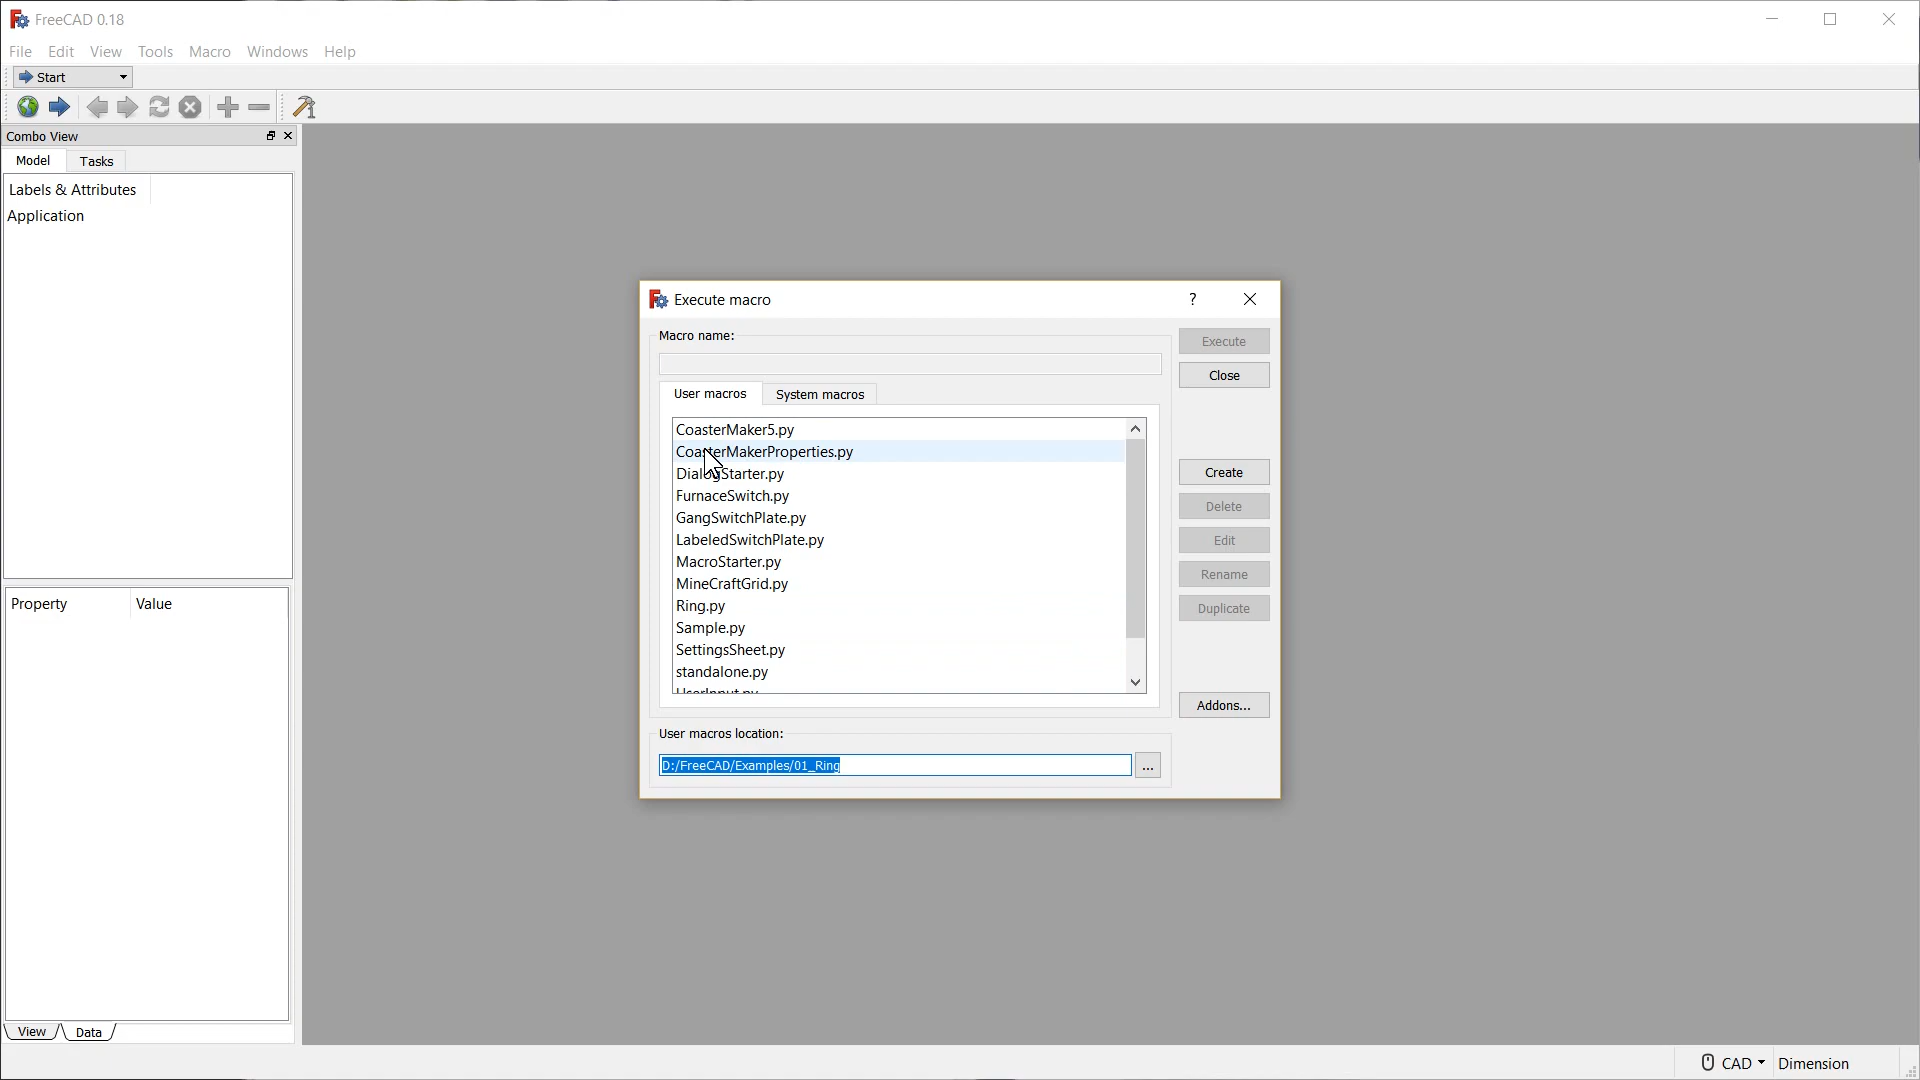 FreeCAD 0.18
File Edit View Tools Macro Windows Help
Start
Combo View
Model Tasks
Labels & Attributes
Application
Property Value
View Data
Execute macro ?
Macro name:
Execute
Close
User macros System macros
CoasterMaker5.py
CoasterMakerProperties.py
DialogStarter.py
FurnaceSwitch.py
GangSwitchPlate.py
LabeledSwitchPlate.py
MacroStarter.py
MineCraftGrid.py
Ring.py
Sample.py
SettingsSheet.py
standalone.py
Create
Delete
Edit
Rename
Duplicate
Addons...
User macros location:
D:/FreeCAD/Examples/01_Ring
...
CAD Dimension